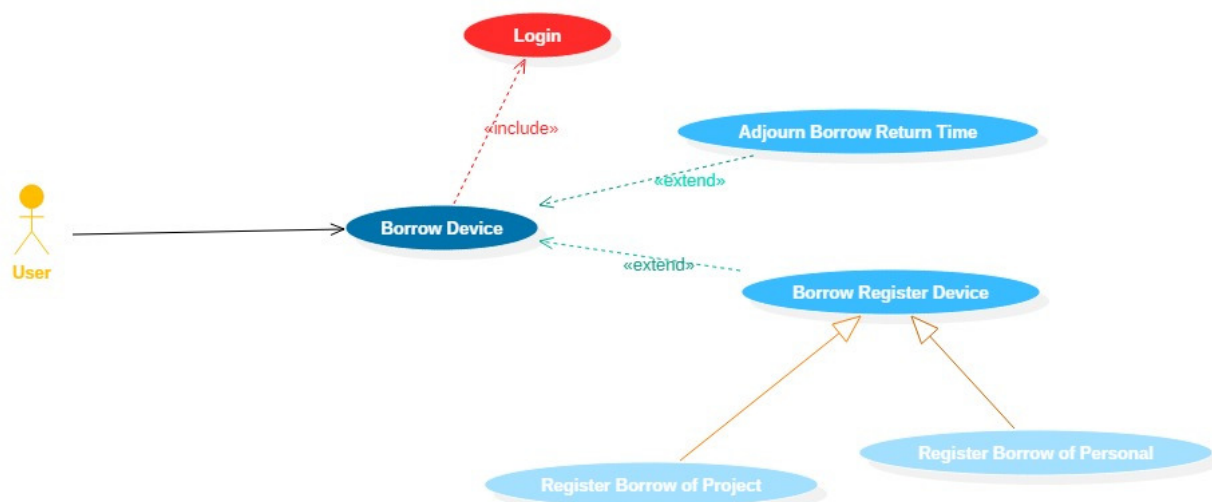 Login
«include»
Adjourn Borrow Return Time
«extend»
Borrow Device
User
«extend»
Borrow Register Device
Register Borrow of Personal
Register Borrow of Project